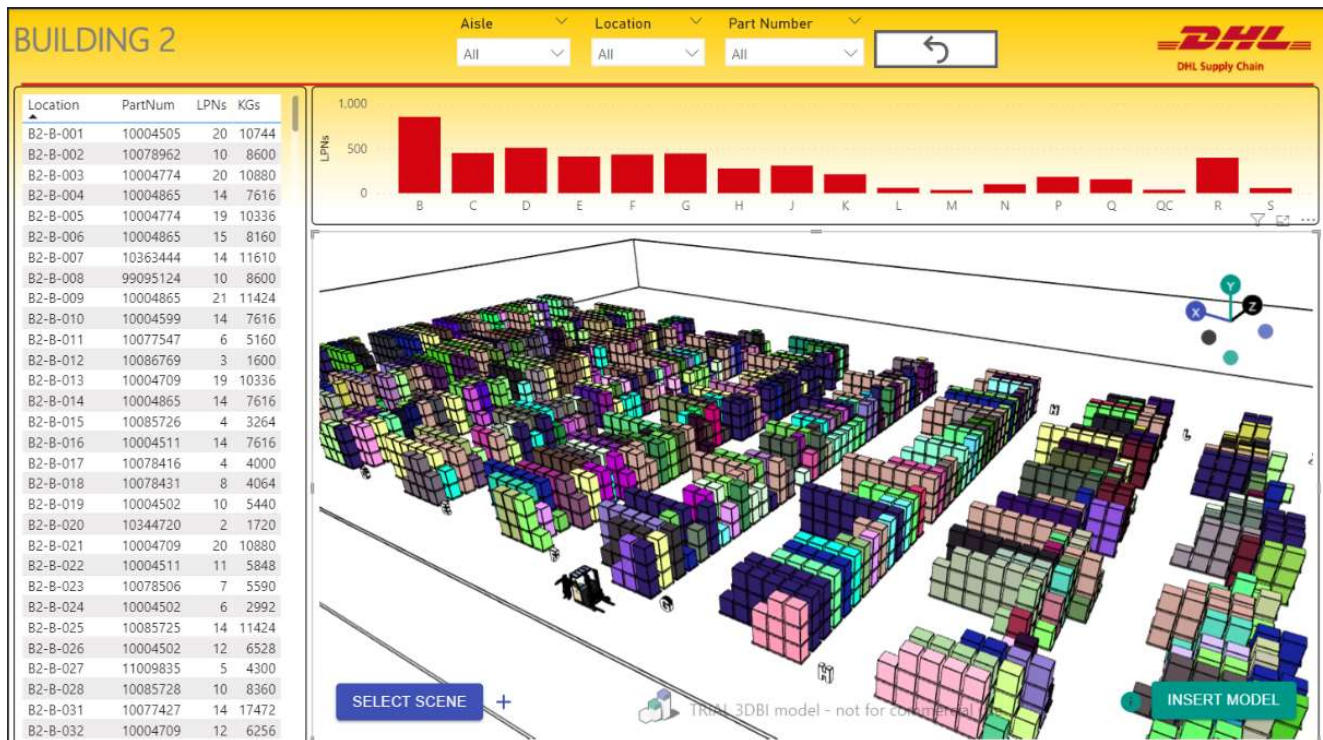 BUILDING 2
Aisle
Location
Part Number
All
All
All
DHL
DHL Supply Chain
Location PartNum LPNs KGs
B2-B-001 10004505 20 10744
B2-B-002 10078962 10 8600
B2-B-003 10004774 20 10880
B2-B-004 10004865 14 7616
B2-B-005 10004774 19 10336
B2-B-006 10004865 15 8160
B2-B-007 10363444 14 11610
B2-B-008 99095124 10 8600
B2-B-009 10004865 21 11424
B2-B-010 10004599 14 7616
B2-B-011 10077547 6 5160
B2-B-012 10086769 3 1600
B2-B-013 10004709 19 10336
B2-B-014 10004865 14 7616
B2-B-015 10085726 4 3264
B2-B-016 10004511 14 7616
B2-B-017 10078416 4 4000
B2-B-018 10078431 8 4064
B2-B-019 10004502 10 5440
B2-B-020 10344720 2 1720
B2-B-021 10004709 20 10880
B2-B-022 10004511 11 5848
B2-B-023 10078506 7 5590
B2-B-024 10004502 6 2992
B2-B-025 10085725 14 11424
B2-B-026 10004502 12 6528
B2-B-027 11009835 5 4300
B2-B-028 10085728 10 8360
B2-B-031 10077427 14 17472
B2-B-032 10004709 12 6256
LPNs
1,000
500
0
B C D E F G H J K L M N P Q QC R S
Y
X
Z
H
L
G
H
SELECT SCENE +
TRIAL 3DBI model - not for commercial
INSERT MODEL